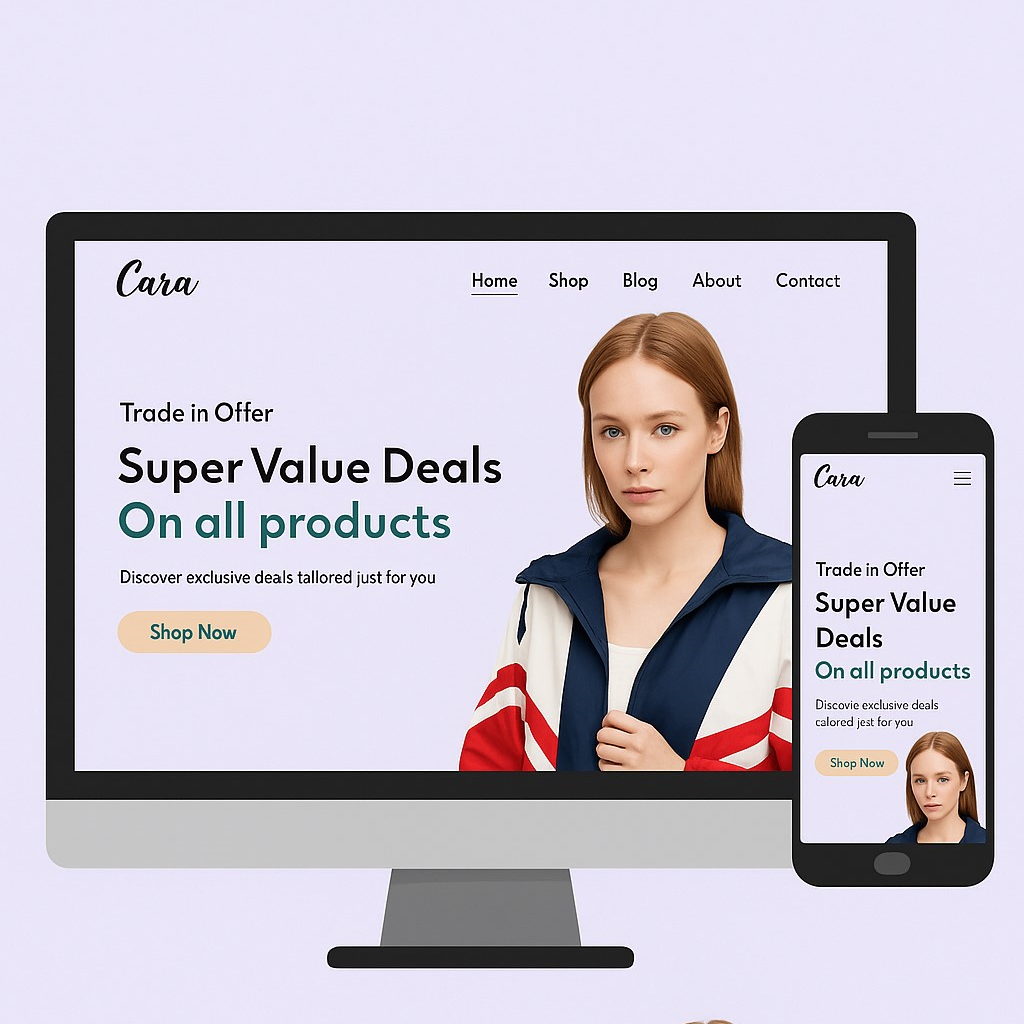 Cara
Home Shop Blog About Contact
Trade in Offer
Super Value Deals
On all products
Discover exclusive deals tallored just for you
Shop Now
Cara
Trade in Offer
Super Value
Deals
On all products
Discovie exclusive deals
calored jest for you
Shop Now